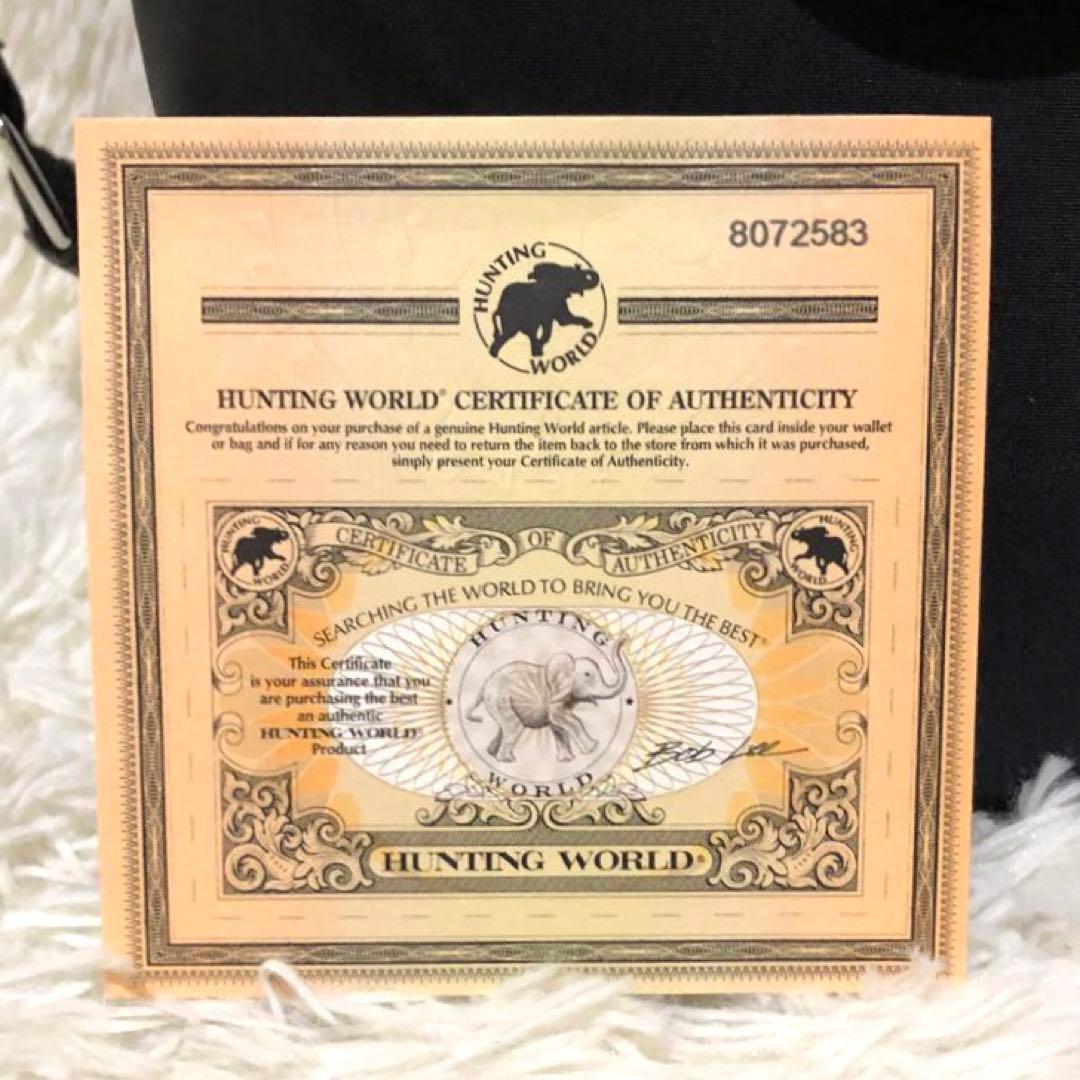 8072583
HUNTING
WORLD
HUNTING WORLD® CERTIFICATE OF AUTHENTICITY
Congratulations on your purchase of a genuine Hunting World article. Please place this card inside your wallet
or bag and if for any reason you need to return the item back to the store from which it was purchased,
simply present your Certificate of Authenticity.
HUNTING
WORLD
CERTIFICATE OF AUTHENTICITY
HUNTING
WORLD
SEARCHING THE WORLD TO BRING YOU THE BEST®
HUNTING
WORLD
This Certificate
is your assurance that you
are purchasing the best
an authentic
HUNTING WORLD®
Product
Bob Lee
HUNTING WORLD®